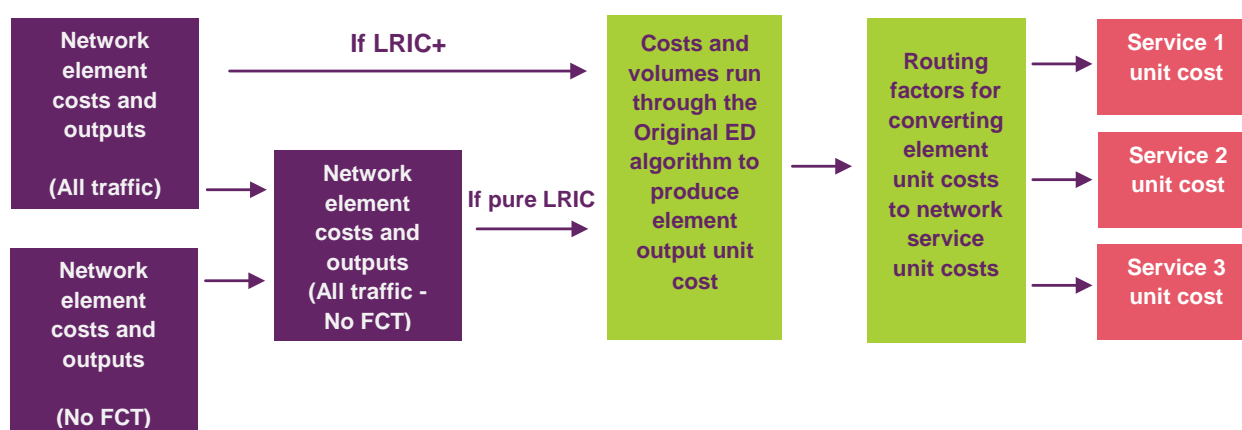 Network
element
costs and
outputs
(All traffic)
Network
element
costs and
outputs
(No FCT)
If LRIC+
Network
element
costs and
outputs
(All traffic -
No FCT)
If pure LRIC
Costs and
volumes run
through the
Original ED
algorithm to
produce
element
output unit
cost
Routing
factors for
converting
element
unit costs
to network
service
unit costs
Service 1
unit cost
Service 2
unit cost
Service 3
unit cost